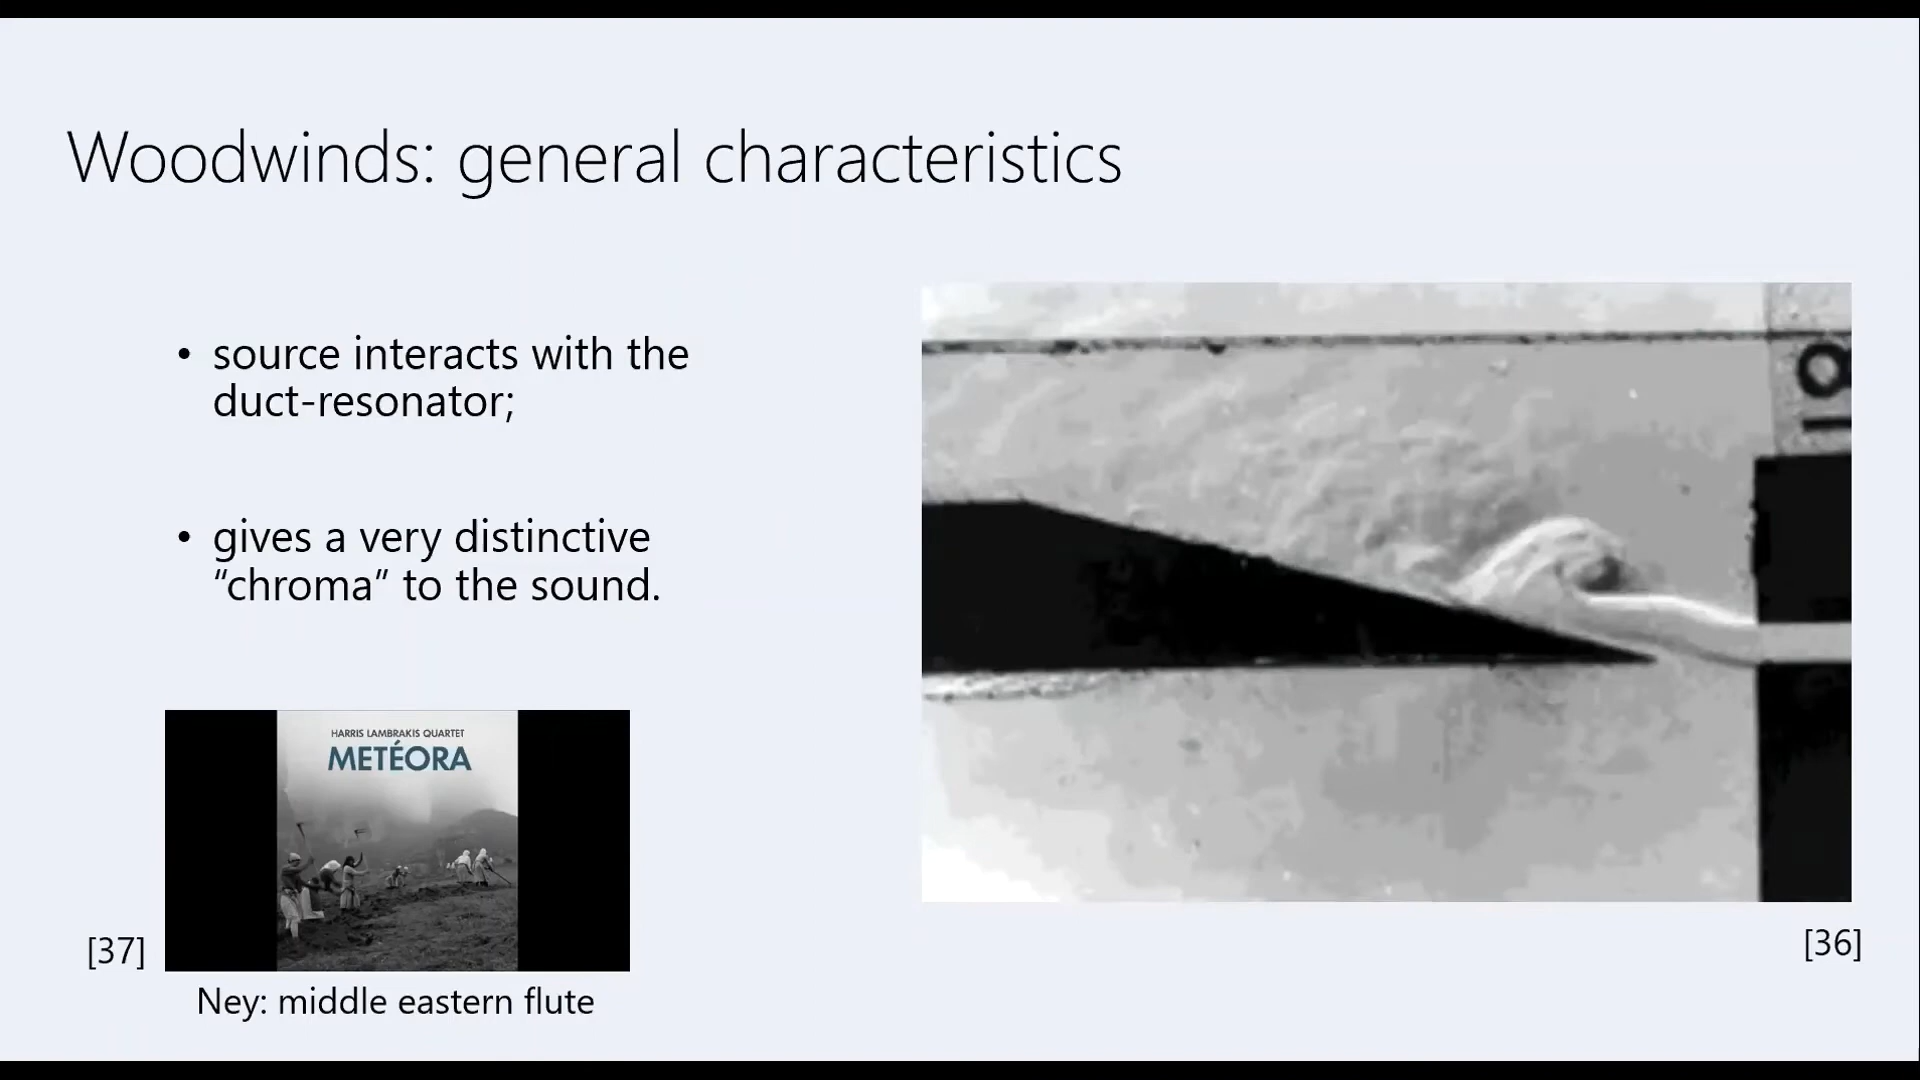 Woodwinds: general characteristics
• source interacts with the
duct-resonator;
• gives a very distinctive
“chroma” to the sound.
HARRIS LAMBRAKIS QUARTET
METÉORA
[37]
Ney: middle eastern flute
[36]